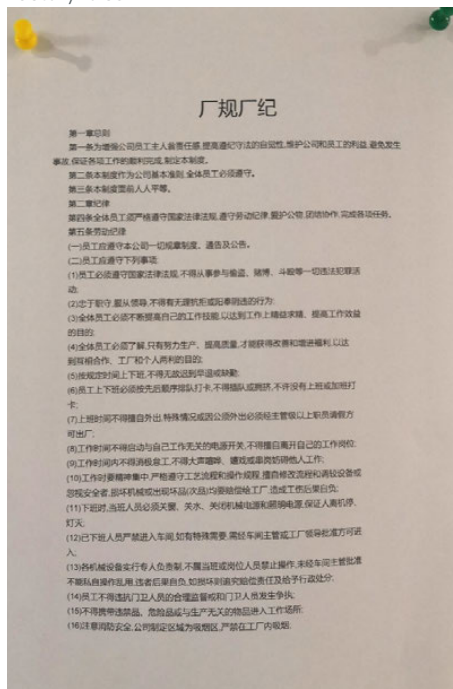 厂规厂纪
第一章总则
第一条为增强公司员工主人翁责任感,提高遵纪守法的自觉性,维护公司和员工的利益,避免发生
事故,保证各项工作的顺利完成,制定本制度。
第二条本制度作为公司基本准则,全体员工必须遵守。
第三条本制度面前人人平等。
第二章纪律
第四条全体员工须严格遵守国家法律法规,遵守劳动纪律,爱护公物,团结协作,完成各项任务。
第五条劳动纪律
(一)员工应遵守本公司一切规章制度、通告及公告。
(二)员工应遵守下列事项:
(1)员工必须遵守国家法律法规,不得从事参与偷盗、赌博、斗殴等一切违法犯罪活
动;
(2)忠于职守,服从领导,不得有无理抗拒或阳奉阴违的行为;
(3)全体员工必须不断提高自己的工作技能,以达到工作上精益求精、提高工作效益
的目的;
(4)全体员工必须了解,只有努力生产、提高质量,才能获得改善和增进福利,以达
到互相合作、工厂和个人两利的目的;
(5)按规定时间上下班,不得无故迟到早退或缺勤;
(6)员工上下班必须按先后顺序排队打卡,不得插队或拥挤,不许没有上班或加班打
卡;
(7)上班时间不得擅自外出,特殊情况或因公须外出必须经主管级以上职员请假方
可出厂;
(8)工作时间不得启动与自己工作无关的电源开关,不得擅自离开自己的工作岗位;
(9)工作时间内不得消极怠工,不得大声喧哗、嬉戏或串岗妨碍他人工作;
(10)工作时要精神集中,严格遵守工艺流程和操作规程,擅自修改流程和调较设备或
忽视安全者,损坏机械或出现坏品(次品)均要赔偿给工厂,造成工伤后果自负;
(11)下班时,当班人员必须关窗、关水、关闭机械电源和照明电源,保证人离机停、
灯灭;
(12)已下班人员严禁进入车间,如有特殊需要,需经车间主管或工厂领导批准方可进
入;
(13)各机械设备实行专人负责制,不属当班或岗位人员禁止操作,未经车间主管批准
不能私自操作乱用,违者后果自负,如损坏则追究赔偿责任及给予行政处分;
(14)员工不得违抗门卫人员的合理监督或和门卫人员发生争执;
(15)不得携带违禁品、危险品或与生产无关的物品进入工作场所;
(16)注意消防安全,公司制定区域为吸烟区,严禁在工厂内吸烟;